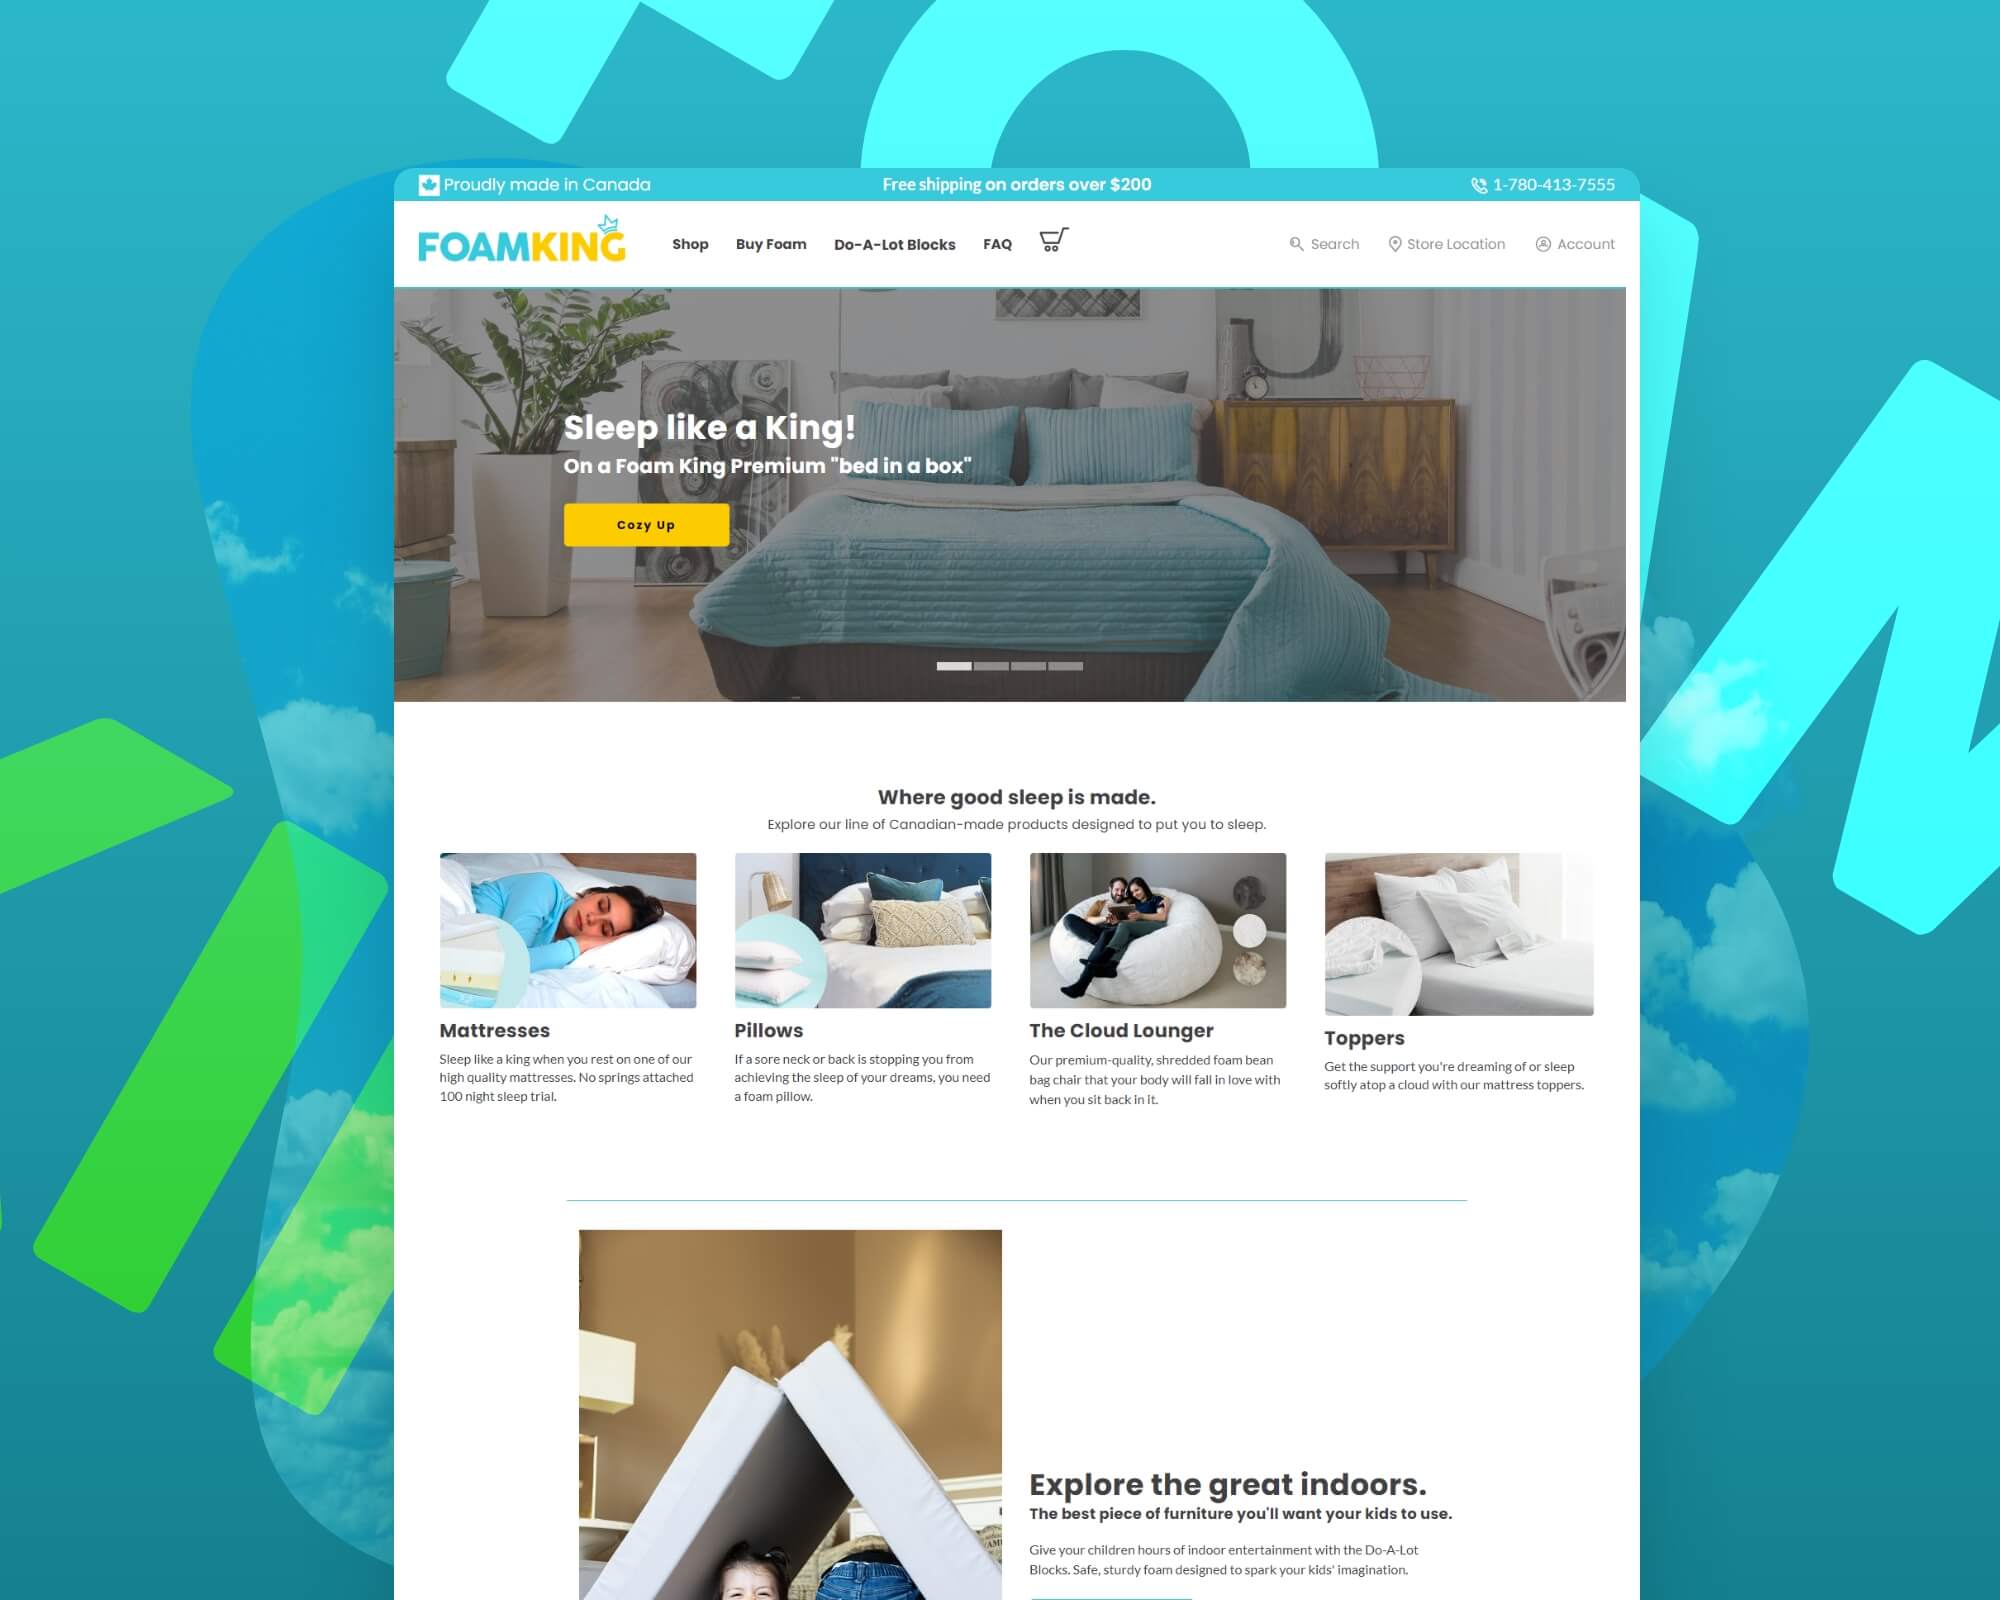 Proudly made in Canada
Free shipping on orders over $200
1-780-413-7555
FOAMKING
Shop
Buy Foam
Do-A-Lot Blocks
FAQ
Search
Store Location
Account
Sleep like a King!
On a Foam King Premium "bed in a box"
Cozy Up
Where good sleep is made.
Explore our line of Canadian-made products designed to put you to sleep.
Mattresses
Sleep like a king when you rest on one of our
high quality mattresses. No springs attached
100 night sleep trial.
Pillows
If a sore neck or back is stopping you from
achieving the sleep of your dreams, you need
a foam pillow.
The Cloud Lounger
Our premium-quality, shredded foam bean
bag chair that your body will fall in love with
when you sit back in it.
Toppers
Get the support you're dreaming of or sleep
softly atop a cloud with our mattress toppers.
Explore the great indoors.
The best piece of furniture you'll want your kids to use.
Give your children hours of indoor entertainment with the Do-A-Lot
Blocks. Safe, sturdy foam designed to spark your kids' imagination.